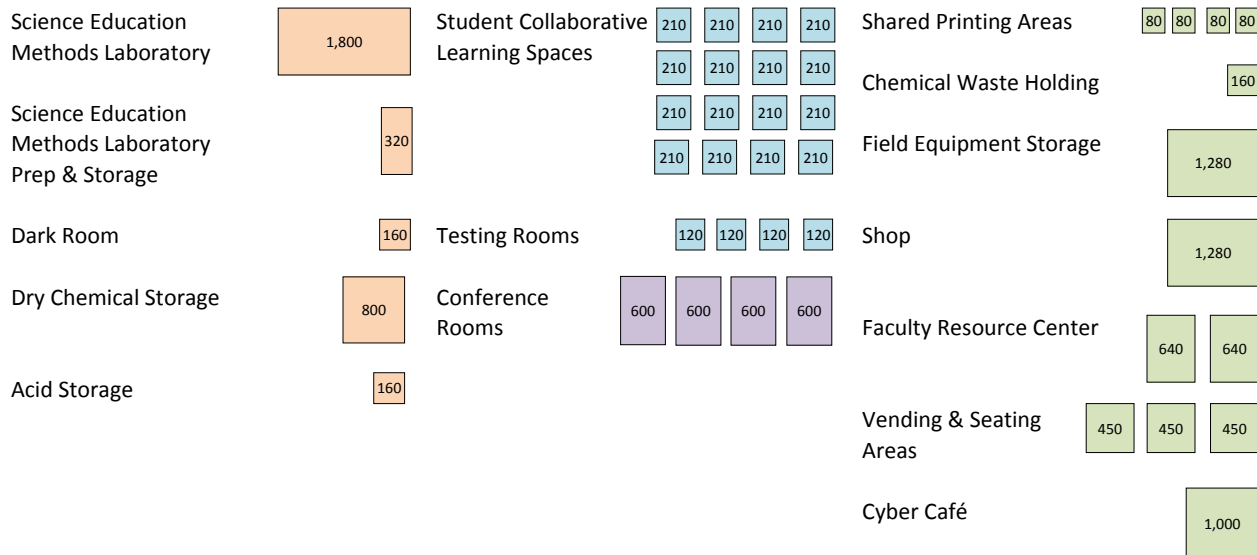 Science Education
Methods Laboratory
1,800
Science Education
Methods Laboratory
Prep & Storage
320
Dark Room
160
Dry Chemical Storage
800
Acid Storage
160
Student Collaborative
Learning Spaces
210 210 210 210
210 210 210 210
210 210 210 210
210 210 210 210
Testing Rooms
120 120 120 120
Conference
Rooms
600 600 600 600
Shared Printing Areas
80 80 80 80
Chemical Waste Holding
160
Field Equipment Storage
1,280
Shop
1,280
Faculty Resource Center
640 640
Vending & Seating
Areas
450 450 450
Cyber Café
1,000